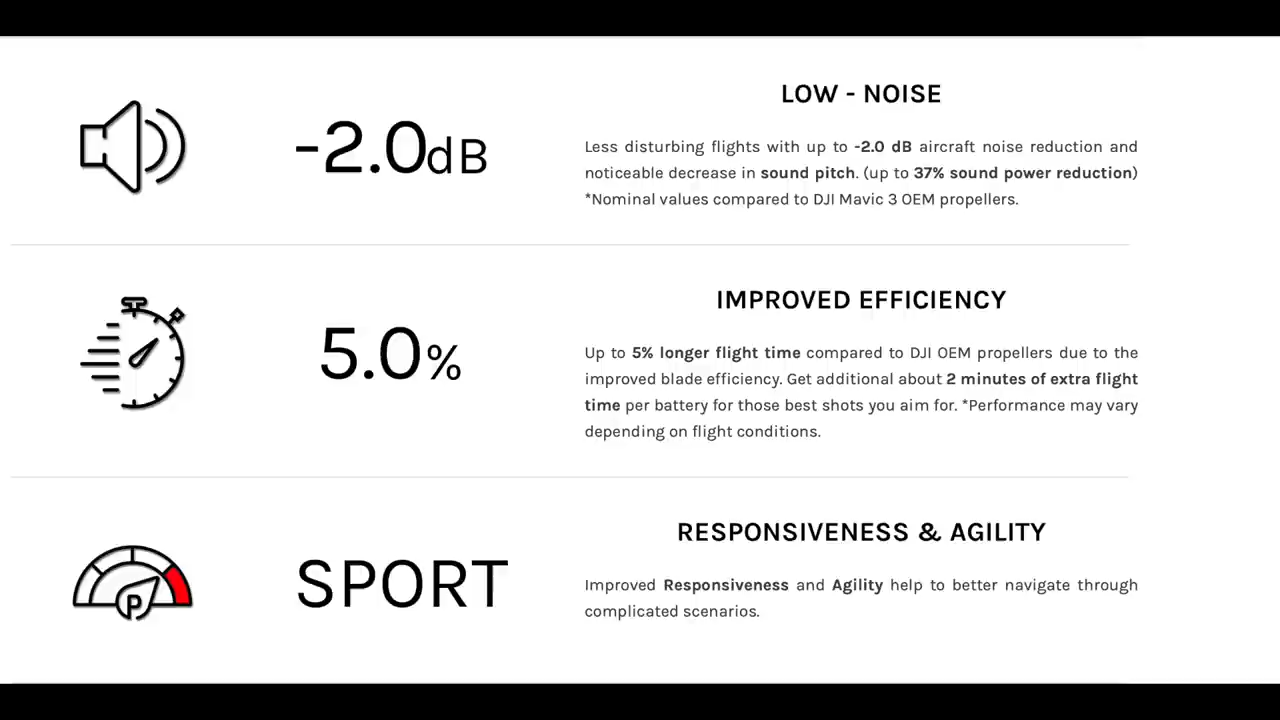 LOW - NOISE
-2.0dB
Less disturbing flights with up to -2.0 dB aircraft noise reduction and
noticeable decrease in sound pitch. (up to 37% sound power reduction)
*Nominal values compared to DJI Mavic 3 OEM propellers.
IMPROVED EFFICIENCY
5.0%
Up to 5% longer flight time compared to DJI OEM propellers due to the
improved blade efficiency. Get additional about 2 minutes of extra flight
time per battery for those best shots you aim for. *Performance may vary
depending on flight conditions.
RESPONSIVENESS & AGILITY
P
SPORT
Improved Responsiveness and Agility help to better navigate through
complicated scenarios.